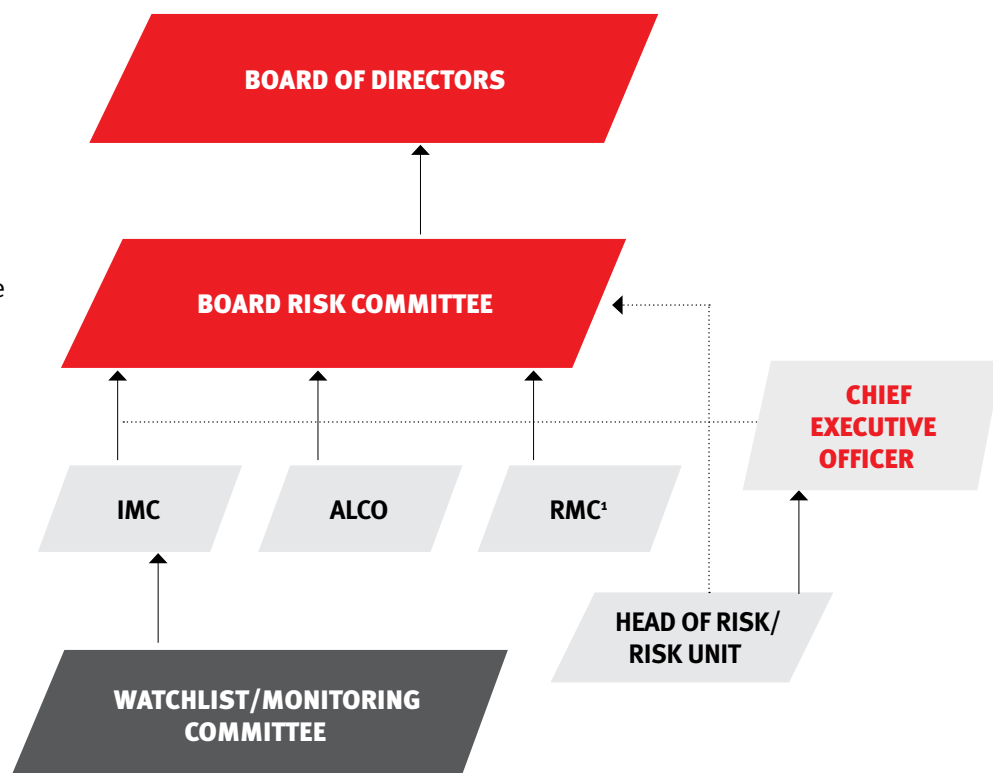 BOARD OF DIRECTORS
e
BOARD RISK COMMITTEE
CHIEF
EXECUTIVE
OFFICER
IMC
ALCO
RMC¹
HEAD OF RISK/
RISK UNIT
WATCHLIST/MONITORING
COMMITTEE